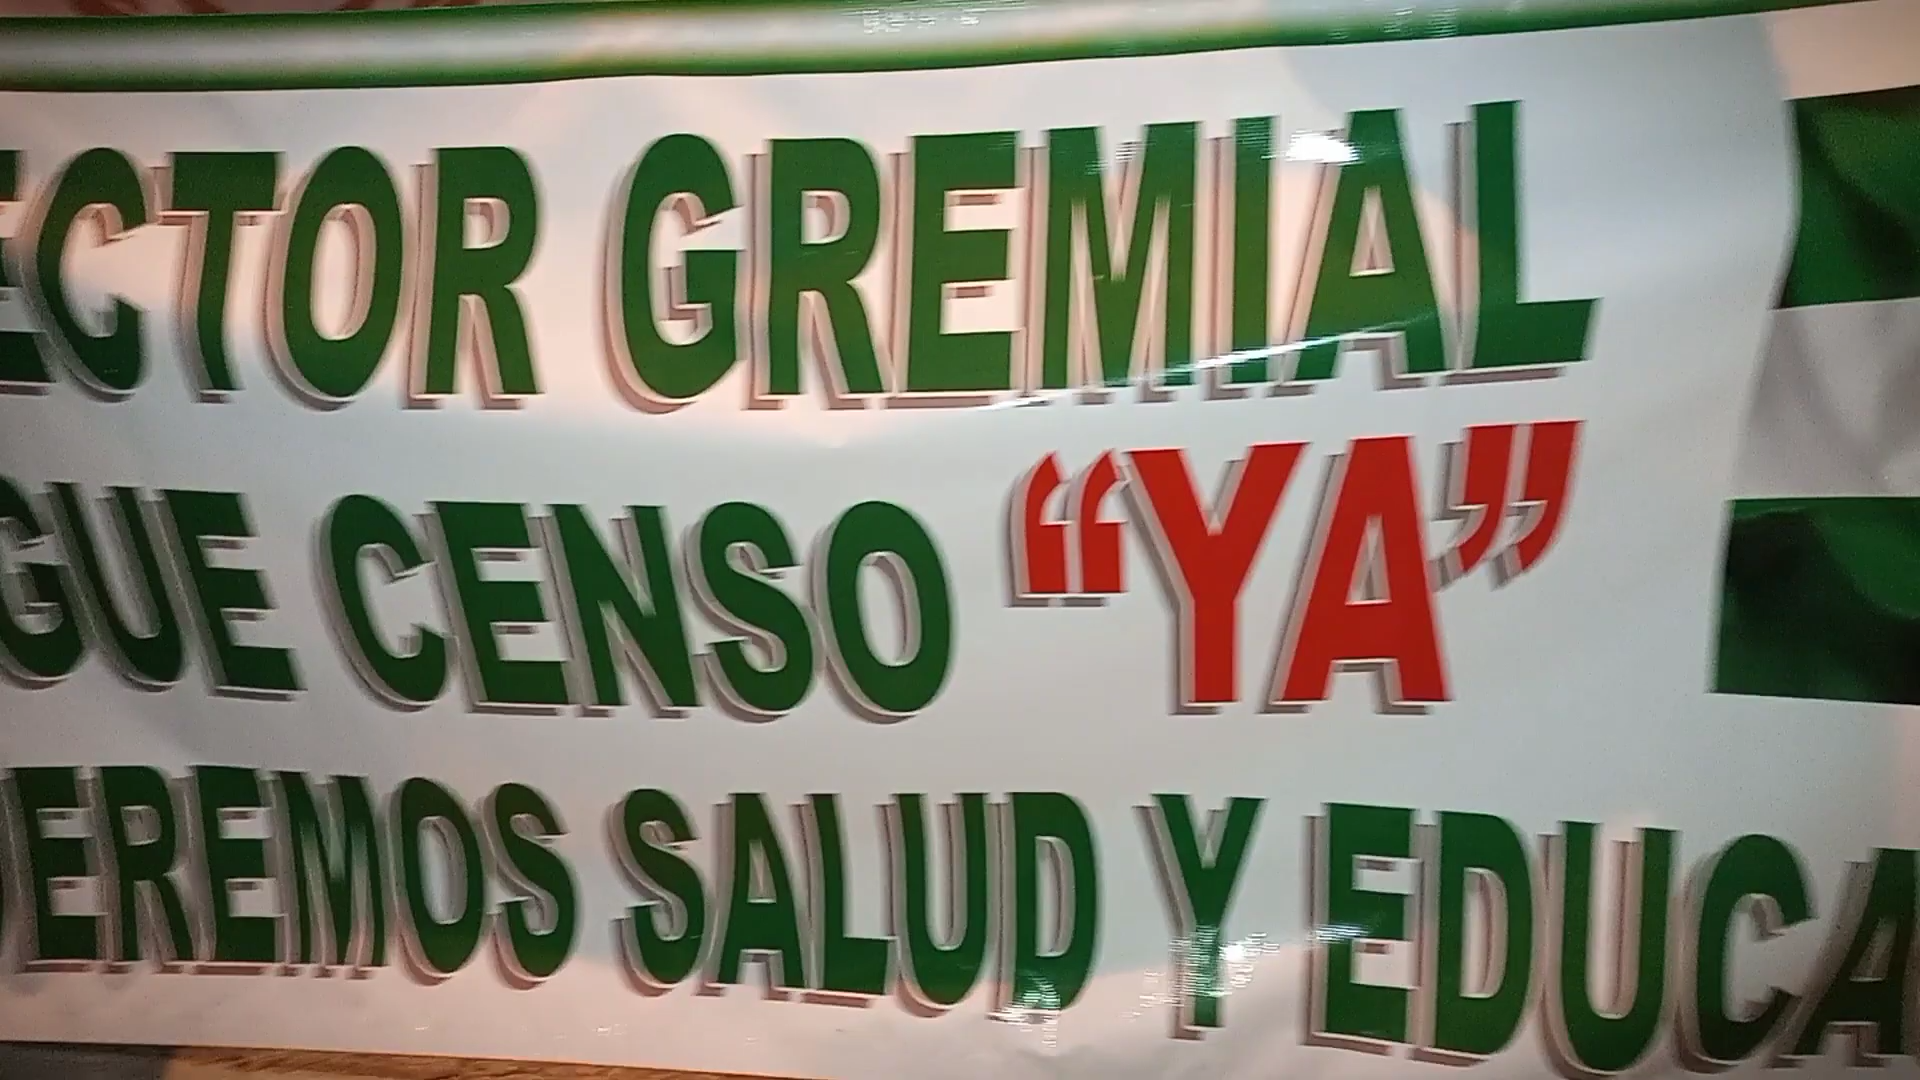 ECTOR GREMIAL
GUE CENSO “YA”
EREMOS SALUD Y EDUCA